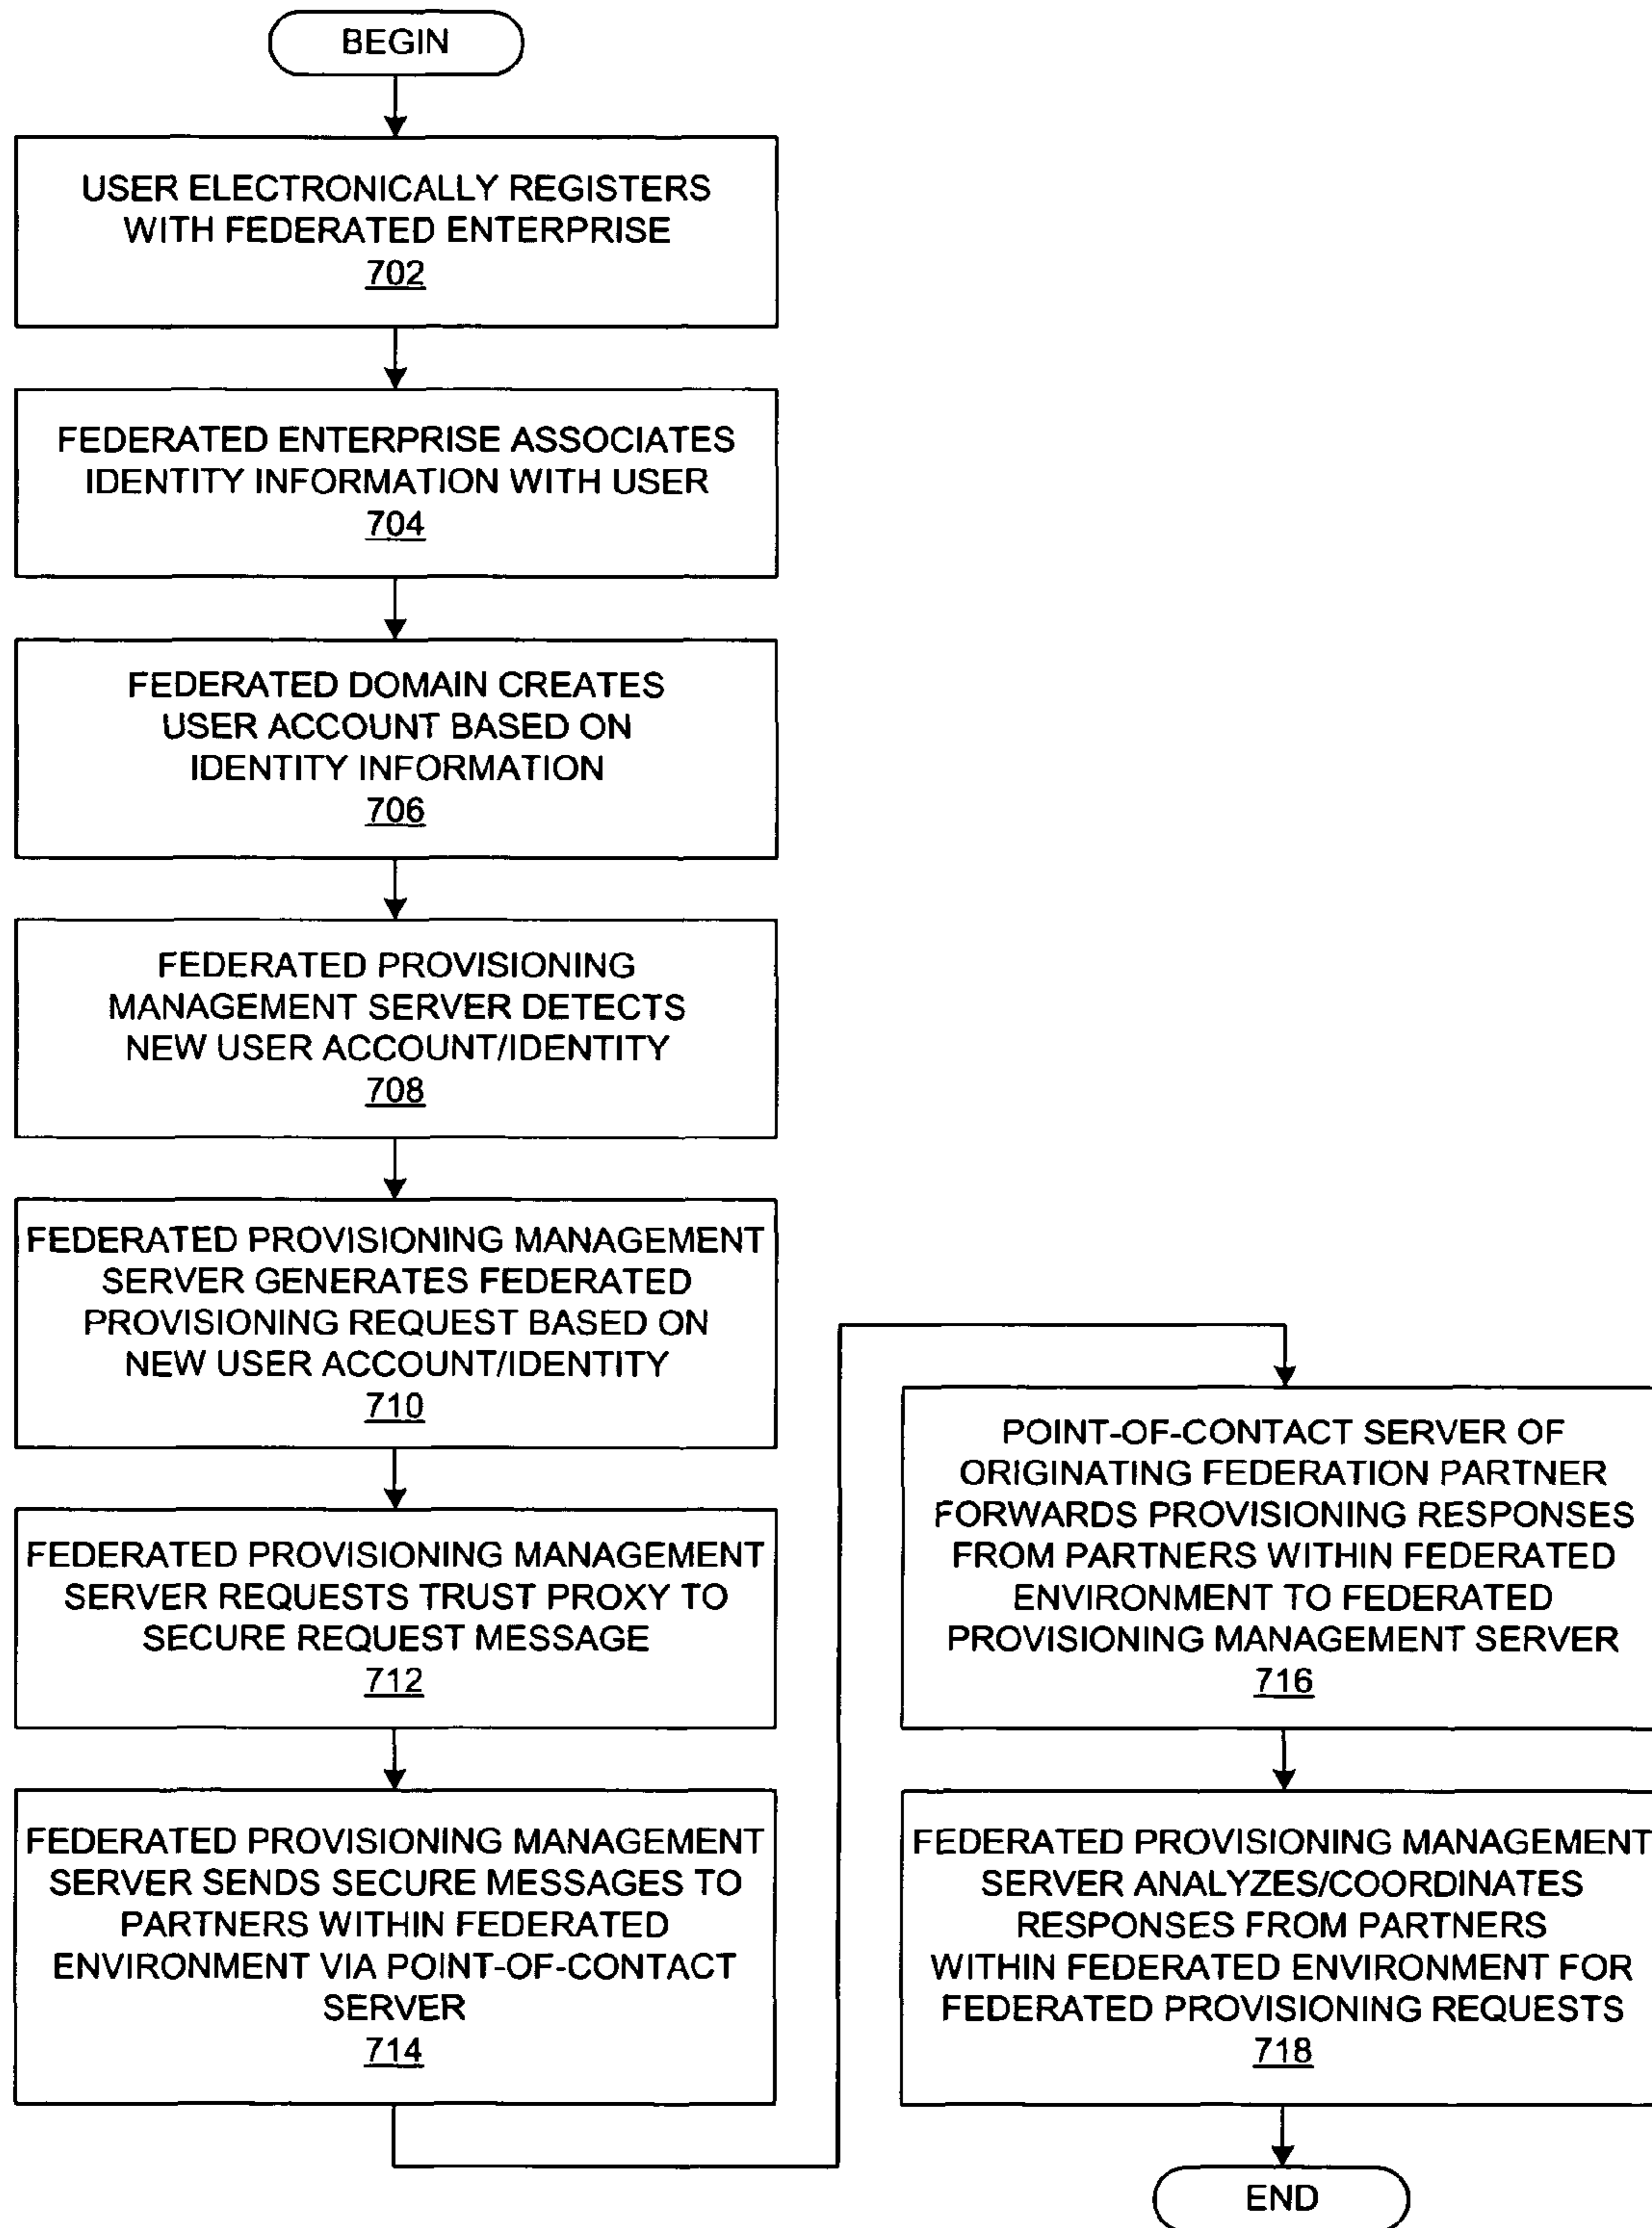 BEGIN
USER ELECTRONICALLY REGISTERS
WITH FEDERATED ENTERPRISE
702
FEDERATED ENTERPRISE ASSOCIATES
IDENTITY INFORMATION WITH USER
704
FEDERATED DOMAIN CREATES
USER ACCOUNT BASED ON
IDENTITY INFORMATION
706
FEDERATED PROVISIONING
MANAGEMENT SERVER DETECTS
NEW USER ACCOUNT/IDENTITY
708
FEDERATED PROVISIONING MANAGEMENT
SERVER GENERATES FEDERATED
PROVISIONING REQUEST BASED ON
NEW USER ACCOUNT/IDENTITY
710
FEDERATED PROVISIONING MANAGEMENT
SERVER REQUESTS TRUST PROXY TO
SECURE REQUEST MESSAGE
712
FEDERATED PROVISIONING MANAGEMENT
SERVER SENDS SECURE MESSAGES TO
PARTNERS WITHIN FEDERATED
ENVIRONMENT VIA POINT-OF-CONTACT
SERVER
714
POINT-OF-CONTACT SERVER OF
ORIGINATING FEDERATION PARTNER
FORWARDS PROVISIONING RESPONSES
FROM PARTNERS WITHIN FEDERATED
ENVIRONMENT TO FEDERATED
PROVISIONING MANAGEMENT SERVER
716
FEDERATED PROVISIONING MANAGEMENT
SERVER ANALYZES/COORDINATES
RESPONSES FROM PARTNERS
WITHIN FEDERATED ENVIRONMENT FOR
FEDERATED PROVISIONING REQUESTS
718
END